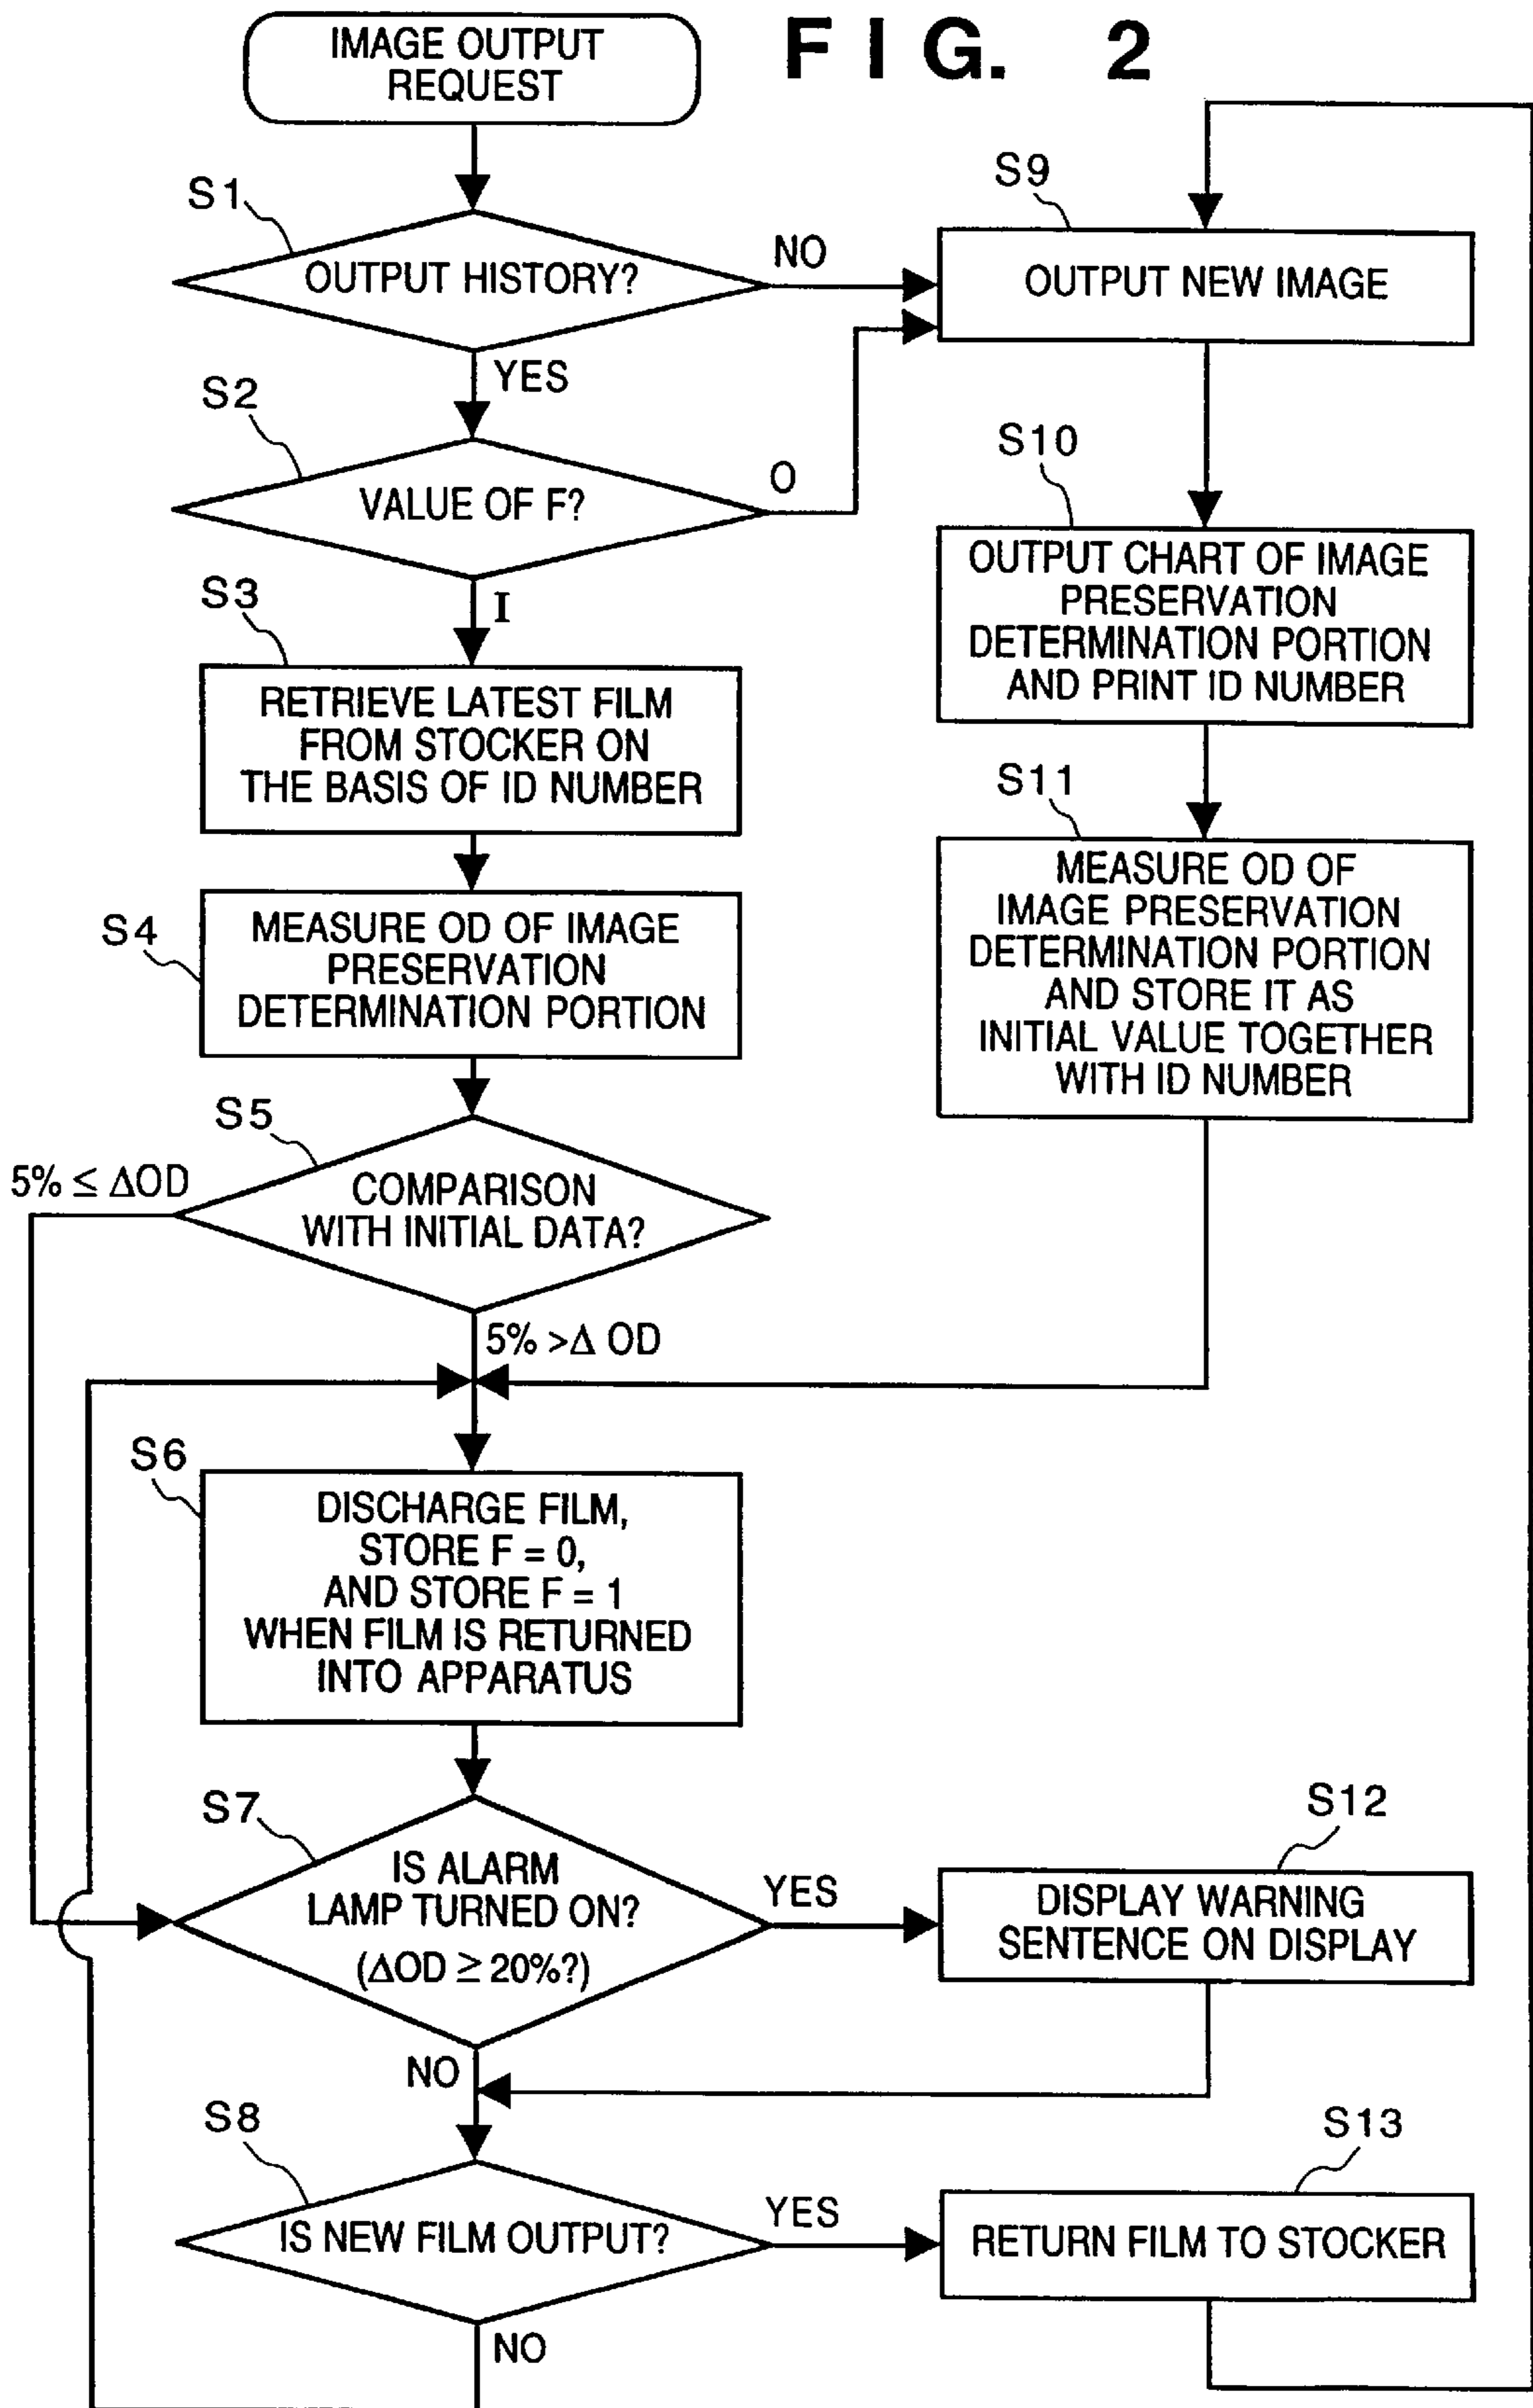 FIG. 2
IMAGE OUTPUT
REQUEST
S1
OUTPUT HISTORY?
NO
YES
S2
VALUE OF F?
O
I
S3
RETRIEVE LATEST FILM
FROM STOCKER ON
THE BASIS OF ID NUMBER
S4
MEASURE OD OF IMAGE
PRESERVATION
DETERMINATION PORTION
S5
COMPARISON
WITH INITIAL DATA?
5% ≤ ΔOD
5% >Δ OD
S6
DISCHARGE FILM,
STORE F = 0,
AND STORE F = 1
WHEN FILM IS RETURNED
INTO APPARATUS
S7
IS ALARM
LAMP TURNED ON?
(ΔOD ≥ 20%?)
YES
NO
S8
IS NEW FILM OUTPUT?
YES
NO
S9
OUTPUT NEW IMAGE
S10
OUTPUT CHART OF IMAGE
PRESERVATION
DETERMINATION PORTION
AND PRINT ID NUMBER
S11
MEASURE OD OF
IMAGE PRESERVATION
DETERMINATION PORTION
AND STORE IT AS
INITIAL VALUE TOGETHER
WITH ID NUMBER
S12
DISPLAY WARNING
SENTENCE ON DISPLAY
S13
RETURN FILM TO STOCKER